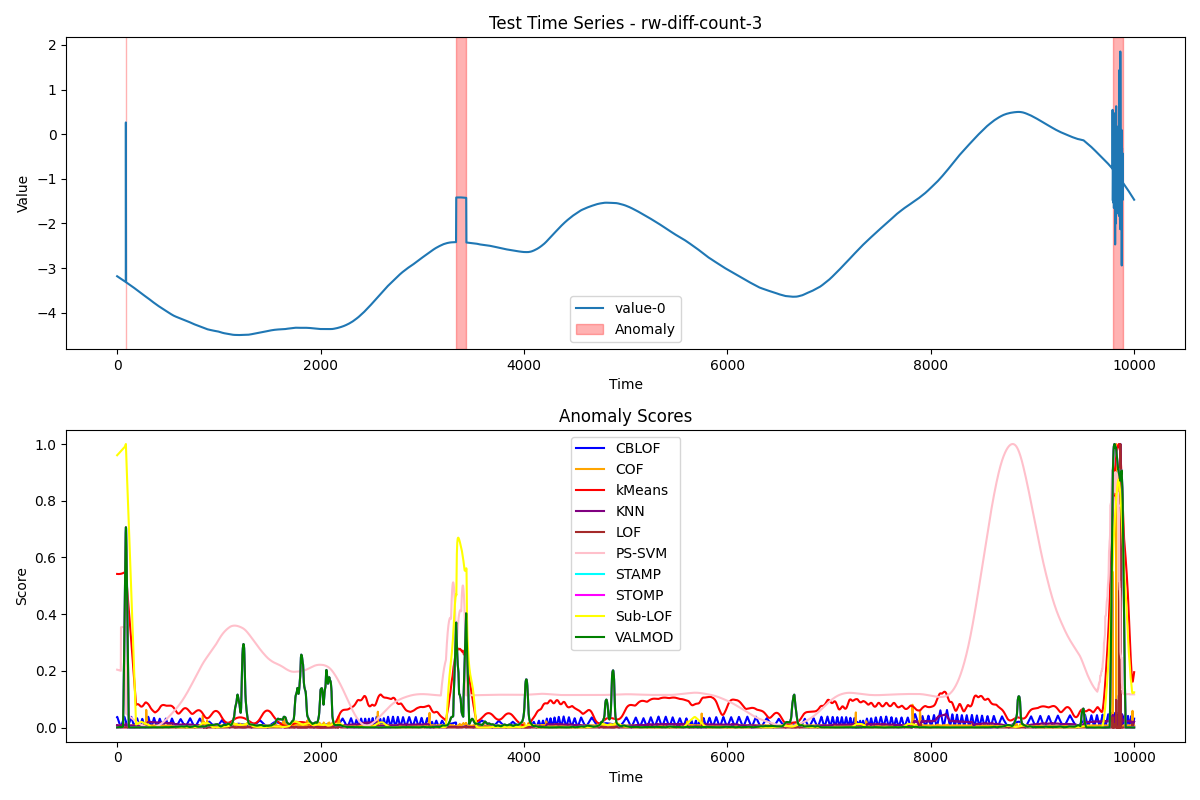 Test Time Series - rw-diff-count-3
Value
2
1
0
−1
−2
−3
−4
value-0
Anomaly
0
2000
4000
6000
8000
10000
Time
Anomaly Scores
Score
1.0
0.8
0.6
0.4
0.2
0.0
CBLOF
COF
kMeans
KNN
LOF
PS-SVM
STAMP
STOMP
Sub-LOF
VALMOD
0
2000
4000
6000
8000
10000
Time